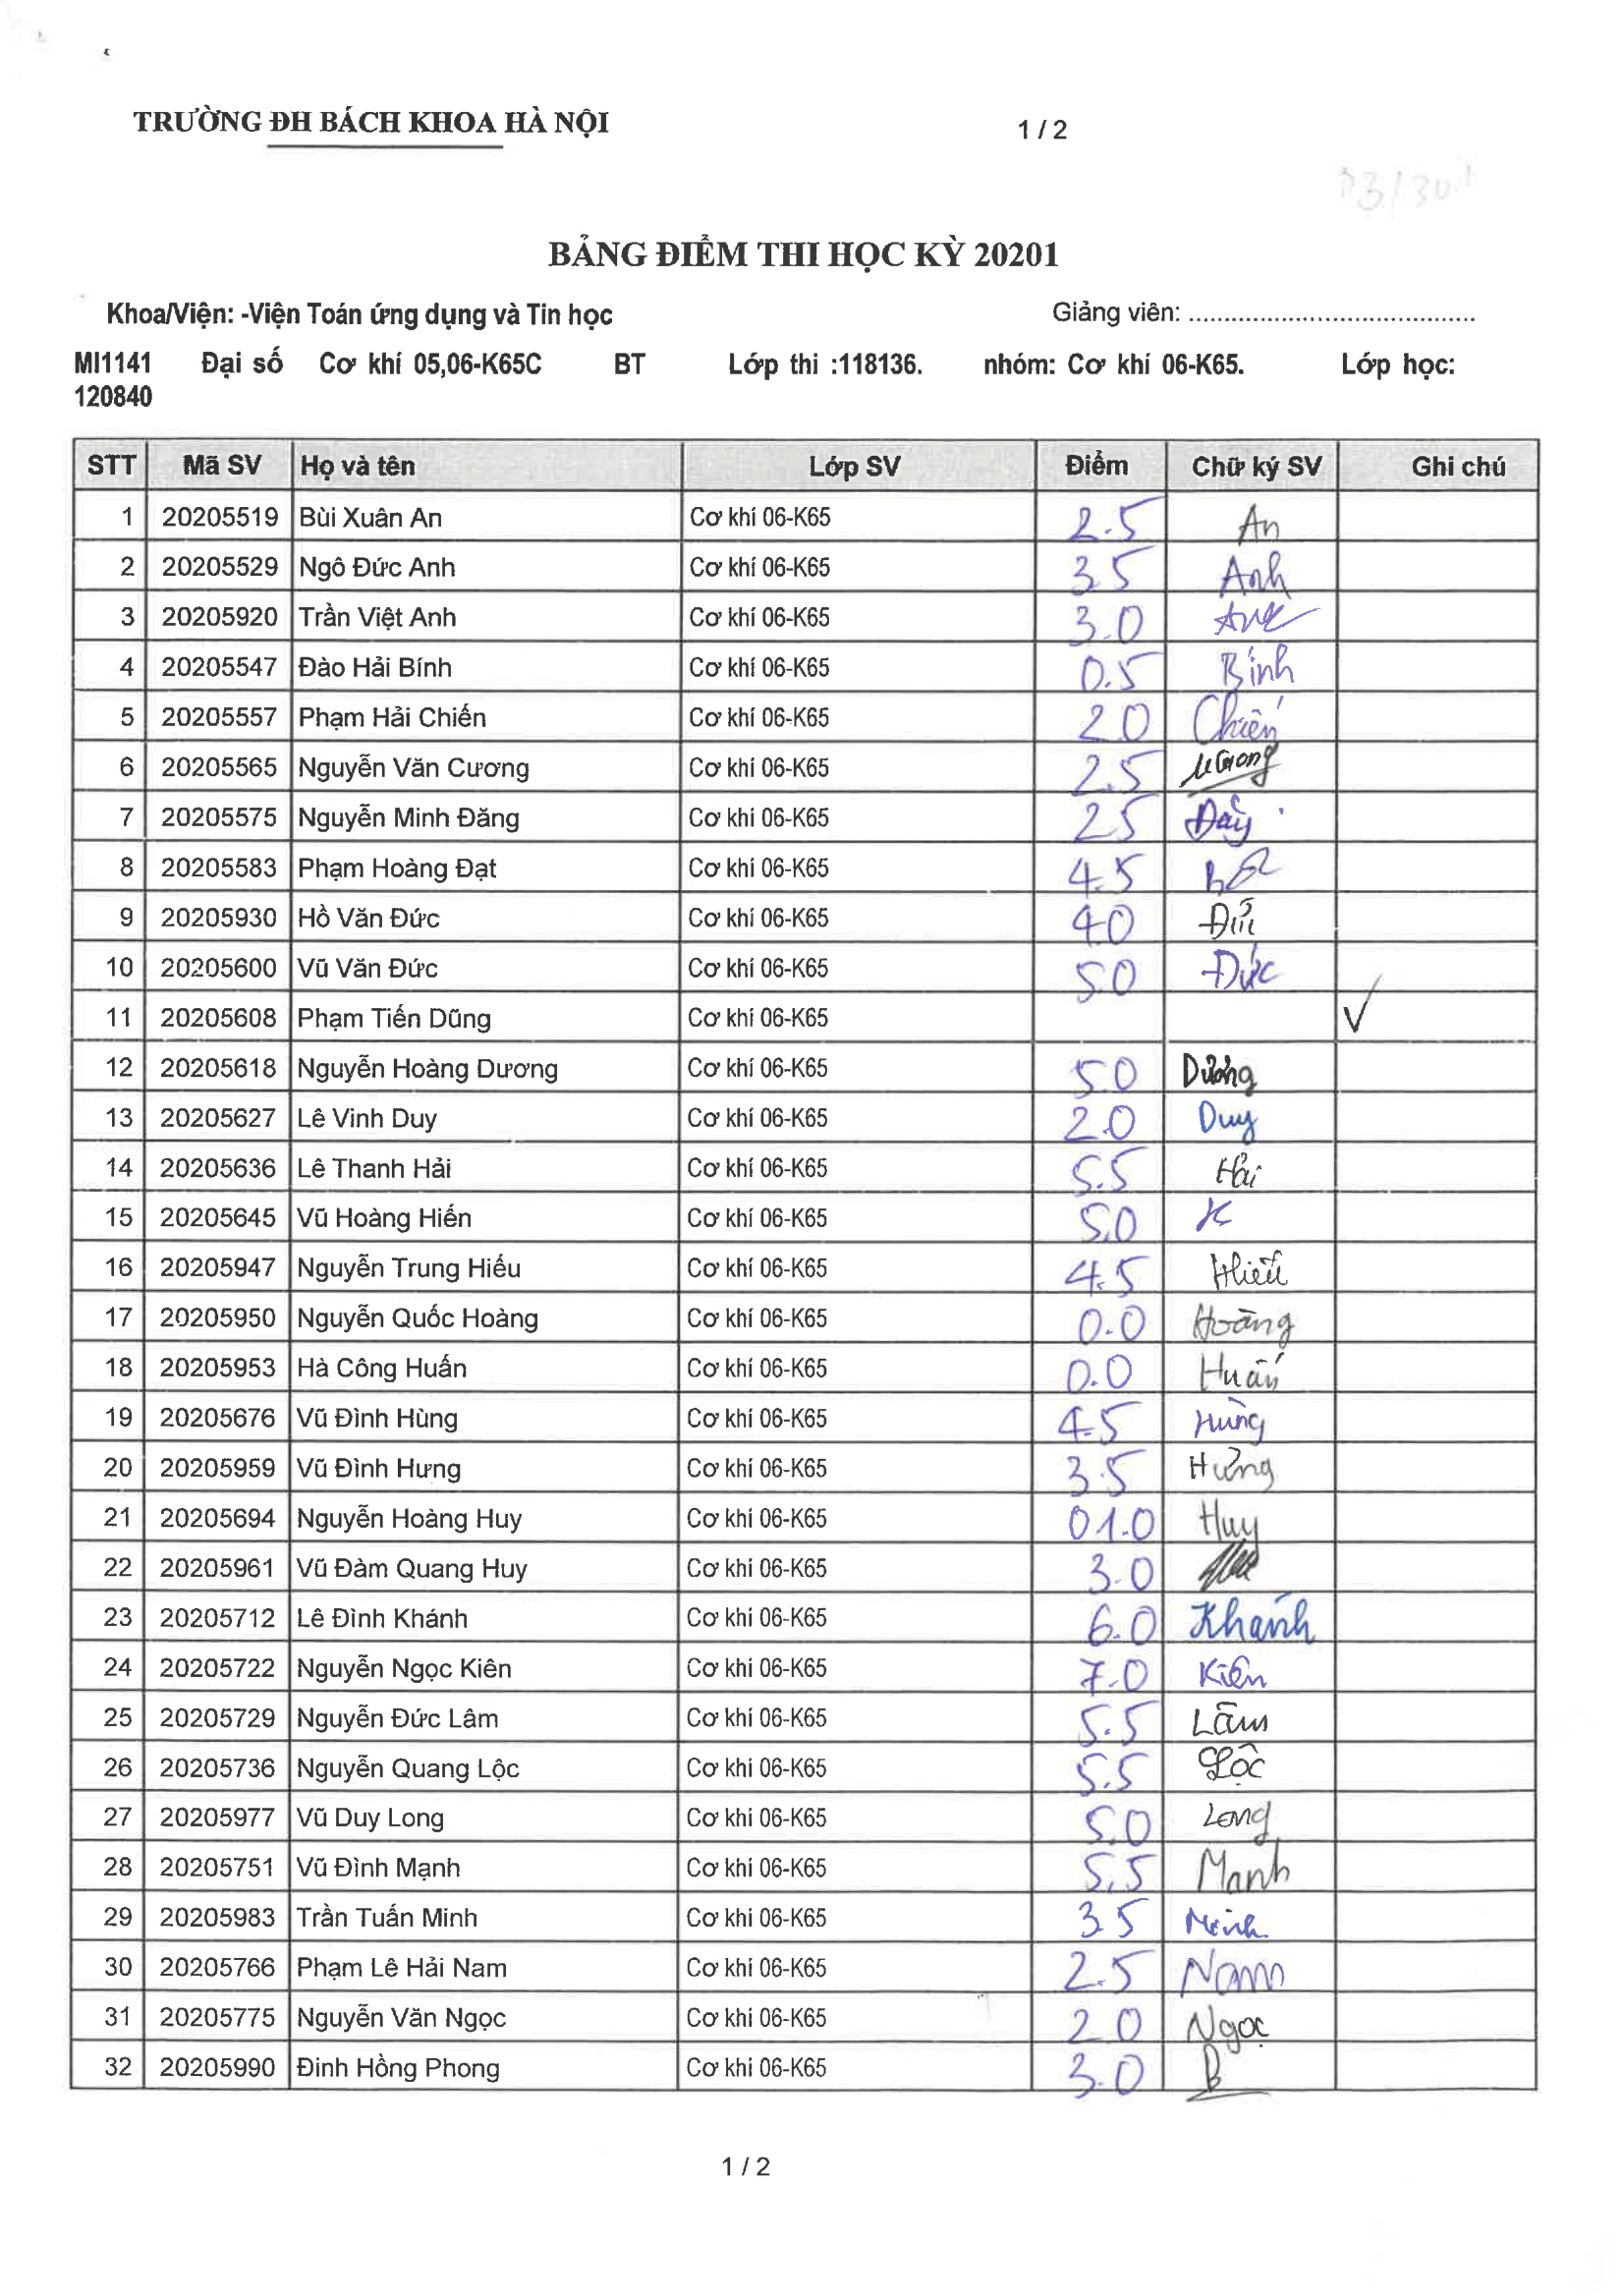 TRƯỜNG ĐH BÁCH KHOA HÀ NỘI 1 / 2
BẢNG ĐIỂM THI HỌC KỲ 20201
Khoa/Viện: -Viện Toán ứng dụng và Tin học Giảng viên: ........................................
MI1141 Đại số Cơ khí 05,06-K65C BT Lớp thi :118136. nhóm: Cơ khí 06-K65. Lớp học:
120840
STT Mã SV Họ và tên Lớp SV Điểm Chữ ký SV Ghi chú
1 20205519 Bùi Xuân An Cơ khí 06-K65 2.5 An
2 20205529 Ngô Đức Anh Cơ khí 06-K65 3 5 Anh
3 20205920 Trần Việt Anh Cơ khí 06-K65 3.0 Anh
4 20205547 Đào Hải Bính Cơ khí 06-K65 0.5 Bính
5 20205557 Phạm Hải Chiến Cơ khí 06-K65 2 0 Chiến
6 20205565 Nguyễn Văn Cương Cơ khí 06-K65 2.5
7 20205575 Nguyễn Minh Đăng Cơ khí 06-K65 2 5
8 20205583 Phạm Hoàng Đạt Cơ khí 06-K65 4.5
9 20205930 Hồ Văn Đức Cơ khí 06-K65 4.0
10 20205600 Vũ Văn Đức Cơ khí 06-K65 5.0 Đức
11 20205608 Phạm Tiến Dũng Cơ khí 06-K65 V
12 20205618 Nguyễn Hoàng Dương Cơ khí 06-K65 5.0 Dương
13 20205627 Lê Vinh Duy Cơ khí 06-K65 2.0 Duy
14 20205636 Lê Thanh Hải Cơ khí 06-K65 5.5 Hải
15 20205645 Vũ Hoàng Hiến Cơ khí 06-K65 5.0
16 20205947 Nguyễn Trung Hiếu Cơ khí 06-K65 4.5 Hiếu
17 20205950 Nguyễn Quốc Hoàng Cơ khí 06-K65 0.0 Hoàng
18 20205953 Hà Công Huấn Cơ khí 06-K65 0.0 Huấn
19 20205676 Vũ Đình Hùng Cơ khí 06-K65 4.5 Hùng
20 20205959 Vũ Đình Hưng Cơ khí 06-K65 3.5 Hưng
21 20205694 Nguyễn Hoàng Huy Cơ khí 06-K65 01.0 Huy
22 20205961 Vũ Đàm Quang Huy Cơ khí 06-K65 3.0
23 20205712 Lê Đình Khánh Cơ khí 06-K65 6.0 Khánh
24 20205722 Nguyễn Ngọc Kiên Cơ khí 06-K65 7.0 Kiên
25 20205729 Nguyễn Đức Lâm Cơ khí 06-K65 5.5 Lâm
26 20205736 Nguyễn Quang Lộc Cơ khí 06-K65 5.5 Lộc
27 20205977 Vũ Duy Long Cơ khí 06-K65 5.0 Long
28 20205751 Vũ Đình Mạnh Cơ khí 06-K65 5.5 Manh
29 20205983 Trần Tuấn Minh Cơ khí 06-K65 3 5 Minh
30 20205766 Phạm Lê Hải Nam Cơ khí 06-K65 2.5 Nam
31 20205775 Nguyễn Văn Ngọc Cơ khí 06-K65 2 0 Ngọc
32 20205990 Đinh Hồng Phong Cơ khí 06-K65 3.0
1 / 2